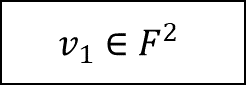 v₁ ∈ F²